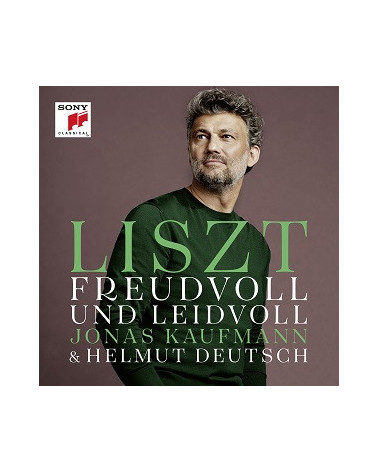 SONY
CLASSICAL
LISZT
FREUDVOLL
UND LEIDVOLL
JONAS KAUFMANN
& HELMUT DEUTSCH